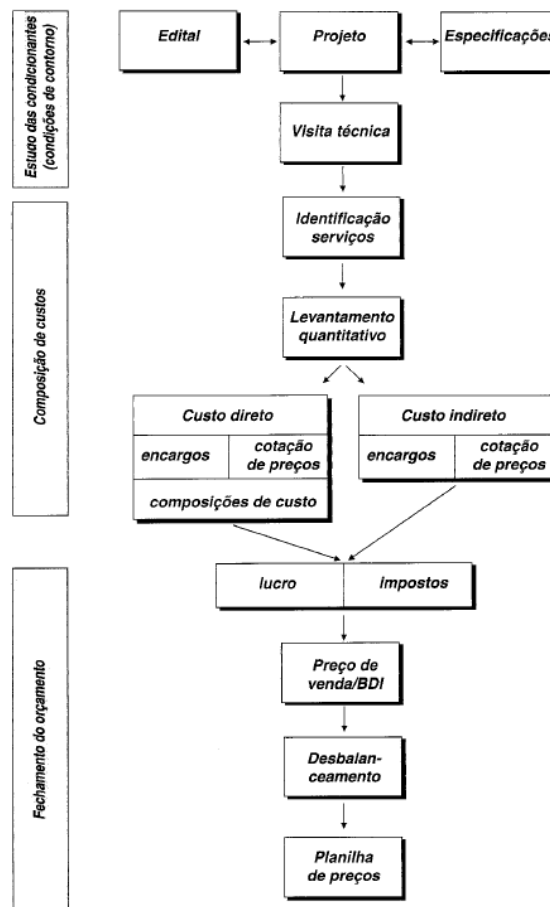 Estudo das condicionantes
(condições de contorno)
Edital
Projeto
Especificações
Visita técnica
Composição de custos
Identificação
serviços
Levantamento
quantitativo
Custo direto
encargos
cotação
de preços
composições de custo
Custo indireto
encargos
cotação
de preços
Fechamento do orçamento
lucro
impostos
Preço de
venda/BDI
Desbalan-
ceamento
Planilha
de preços